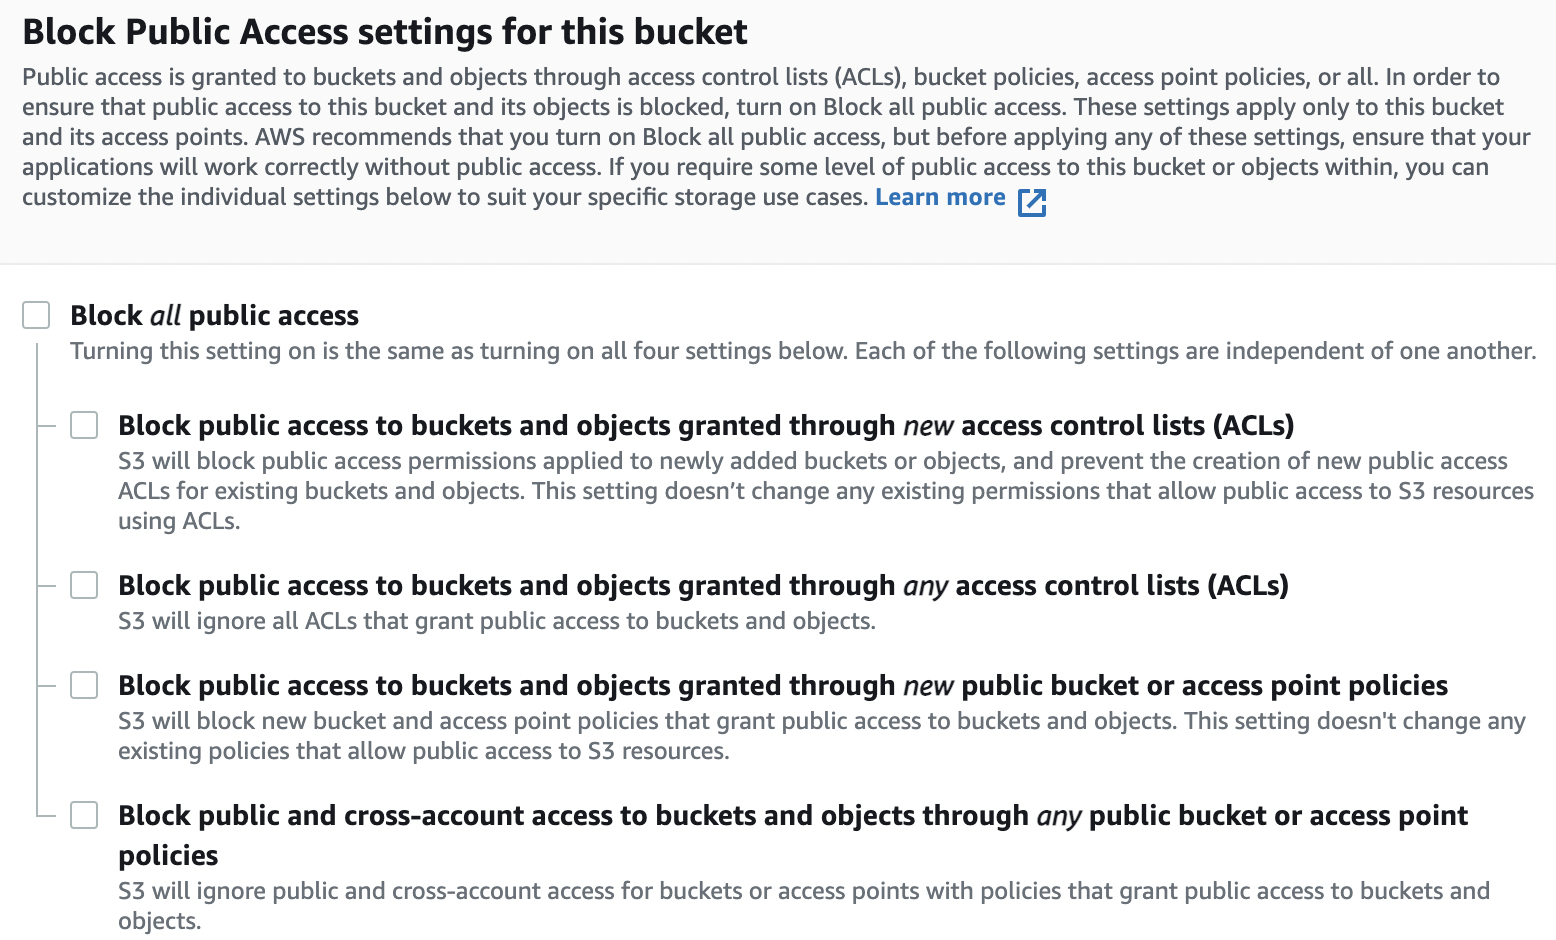 Block Public Access settings for this bucket
Public access is granted to buckets and objects through access control lists (ACLs), bucket policies, access point policies, or all. In order to
ensure that public access to this bucket and its objects is blocked, turn on Block all public access. These settings apply only to this bucket
and its access points. AWS recommends that you turn on Block all public access, but before applying any of these settings, ensure that your
applications will work correctly without public access. If you require some level of public access to this bucket or objects within, you can
customize the individual settings below to suit your specific storage use cases. Learn more
Block all public access
Turning this setting on is the same as turning on all four settings below. Each of the following settings are independent of one another.
Block public access to buckets and objects granted through new access control lists (ACLs)
S3 will block public access permissions applied to newly added buckets or objects, and prevent the creation of new public access
ACLs for existing buckets and objects. This setting doesn’t change any existing permissions that allow public access to S3 resources
using ACLs.
Block public access to buckets and objects granted through any access control lists (ACLs)
S3 will ignore all ACLs that grant public access to buckets and objects.
Block public access to buckets and objects granted through new public bucket or access point policies
S3 will block new bucket and access point policies that grant public access to buckets and objects. This setting doesn't change any
existing policies that allow public access to S3 resources.
Block public and cross-account access to buckets and objects through any public bucket or access point
policies
S3 will ignore public and cross-account access for buckets or access points with policies that grant public access to buckets and
objects.